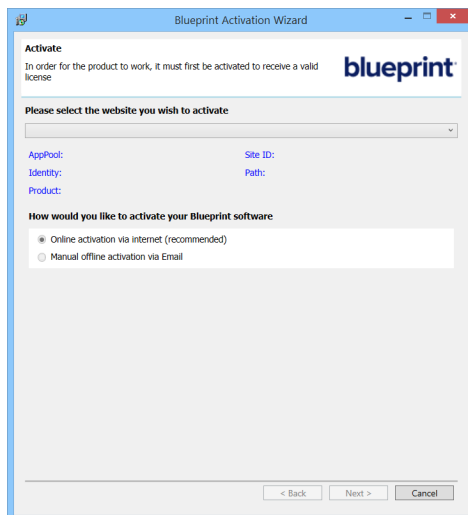 Blueprint Activation Wizard
Activate
In order for the product to work, it must first be activated to receive a valid
license
blueprint
Please select the website you wish to activate
AppPool:
Site ID:
Identity:
Path:
Product:
How would you like to activate your Blueprint software
Online activation via internet (recommended)
Manual offline activation via Email
< Back
Next >
Cancel